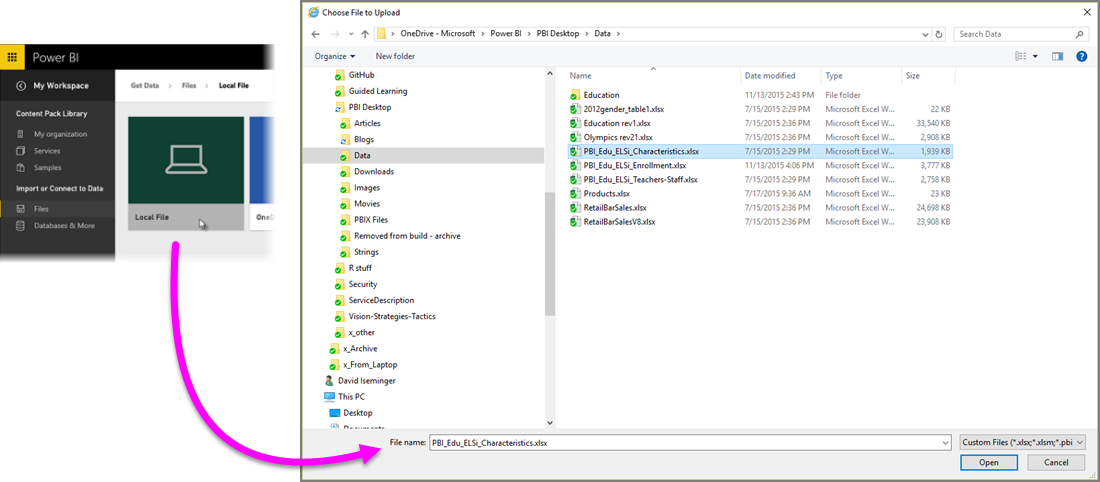 Power BI
My Workspace
Get Data > Files > Local File
Content Pack Library
My organization
Services
Samples
Import or Connect to Data
Files
Databases & More
Local File
OneD
Choose File to Upload
> OneDrive - Microsoft > Power BI > PBI Desktop > Data >
Search Data
Organize
New folder
GitHub
Guided Learning
PBI Desktop
Articles
Blogs
Data
Downloads
Images
Movies
PBIX Files
Removed from build - archive
Strings
R stuff
Security
ServiceDescription
Vision-Strategies-Tactics
x_other
x_Archive
x_From_Laptop
David Iseminger
This PC
Desktop
Documents
Name Date modified Type Size
Education 11/13/2015 2:43 PM File folder
2012gender_table1.xlsx 7/15/2015 2:29 PM Microsoft Excel W... 22 KB
Education rev1.xlsx 7/15/2015 2:36 PM Microsoft Excel W... 33,540 KB
Olympics rev21.xlsx 7/15/2015 2:36 PM Microsoft Excel W... 2,908 KB
PBI_Edu_ELSi_Characteristics.xlsx 7/15/2015 2:29 PM Microsoft Excel W... 1,939 KB
PBI_Edu_ELSi_Enrollment.xlsx 11/13/2015 4:06 PM Microsoft Excel W... 3,777 KB
PBI_Edu_ELSi_Teachers-Staff.xlsx 7/15/2015 2:29 PM Microsoft Excel W... 2,758 KB
Products.xlsx 7/17/2015 9:36 AM Microsoft Excel W... 23 KB
RetailBarSales.xlsx 7/15/2015 2:36 PM Microsoft Excel W... 24,698 KB
RetailBarSalesV8.xlsx 7/15/2015 2:36 PM Microsoft Excel W... 23,908 KB
File name: PBI_Edu_ELSi_Characteristics.xlsx
Custom Files (*.xlsx;*.xlsm;*.pbi
Open
Cancel